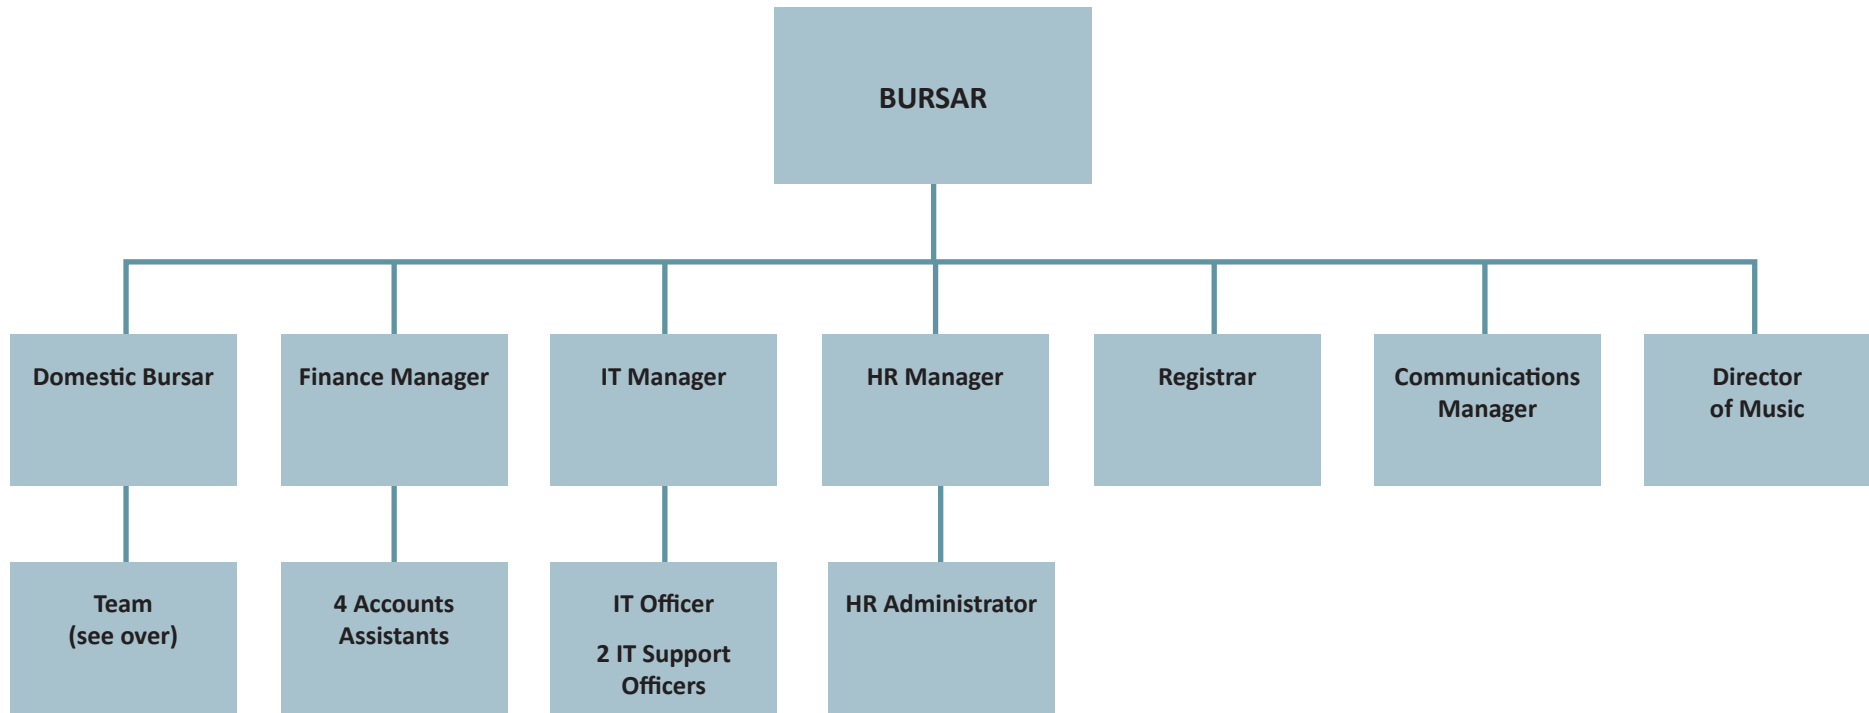 BURSAR
Domestic Bursar
Finance Manager
IT Manager
HR Manager
Registrar
Communications
Manager
Director
of Music
Team
(see over)
4 Accounts
Assistants
IT Officer
2 IT Support
Officers
HR Administrator